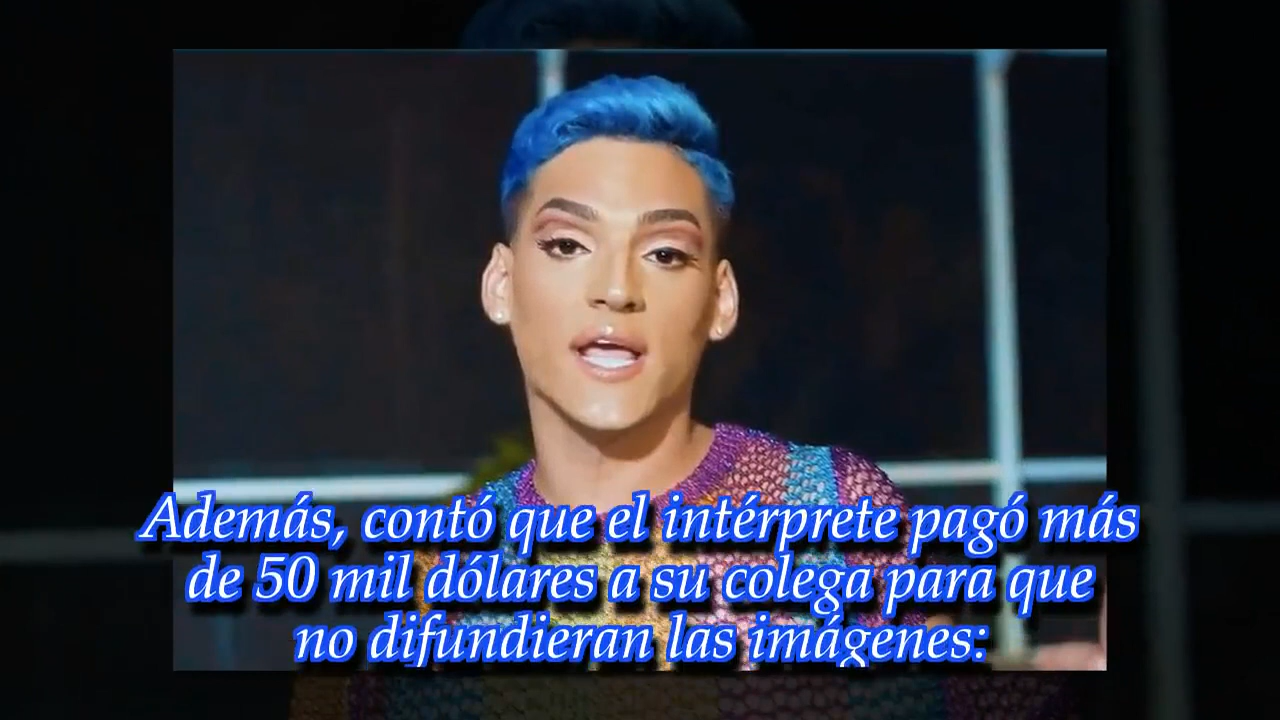 Además, contó que el intérprete pagó más
de 50 mil dólares a su colega para que
no difundieran las imágenes: